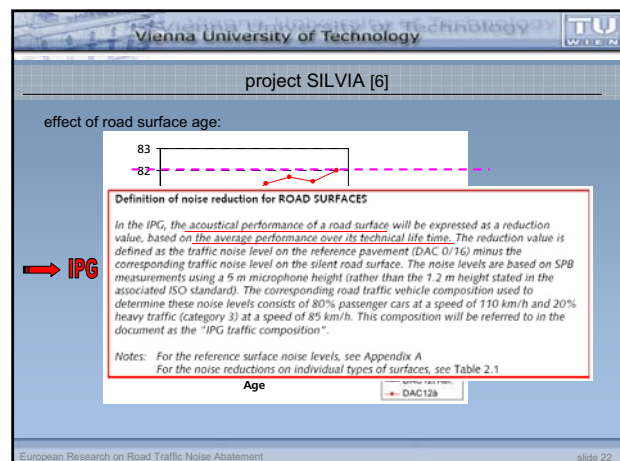 Vienna University of Technology
TU
WIEN
project SILVIA [6]
effect of road surface age:
83
82
Definition of noise reduction for ROAD SURFACES
In the IPG, the acoustical performance of a road surface will be expressed as a reduction
value, based on the average performance over its technical life time. The reduction value is
defined as the traffic noise level on the reference pavement (DAC 0/16) minus the
corresponding traffic noise level on the silent road surface. The noise levels are based on SPB
measurements using a 5 m microphone height (rather than the 1.2 m height stated in the
associated ISO standard). The corresponding road traffic vehicle composition used to
determine these noise levels consists of 80% passenger cars at a speed of 110 km/h and 20%
heavy traffic (category 3) at a speed of 85 km/h. This composition will be referred to in the
document as the "IPG traffic composition".
Notes: For the reference surface noise levels, see Appendix A
For the noise reductions on individual types of surfaces, see Table 2.1
IPG
Age
DAC12à
European Research on Road Traffic Noise Abatement
slide 22